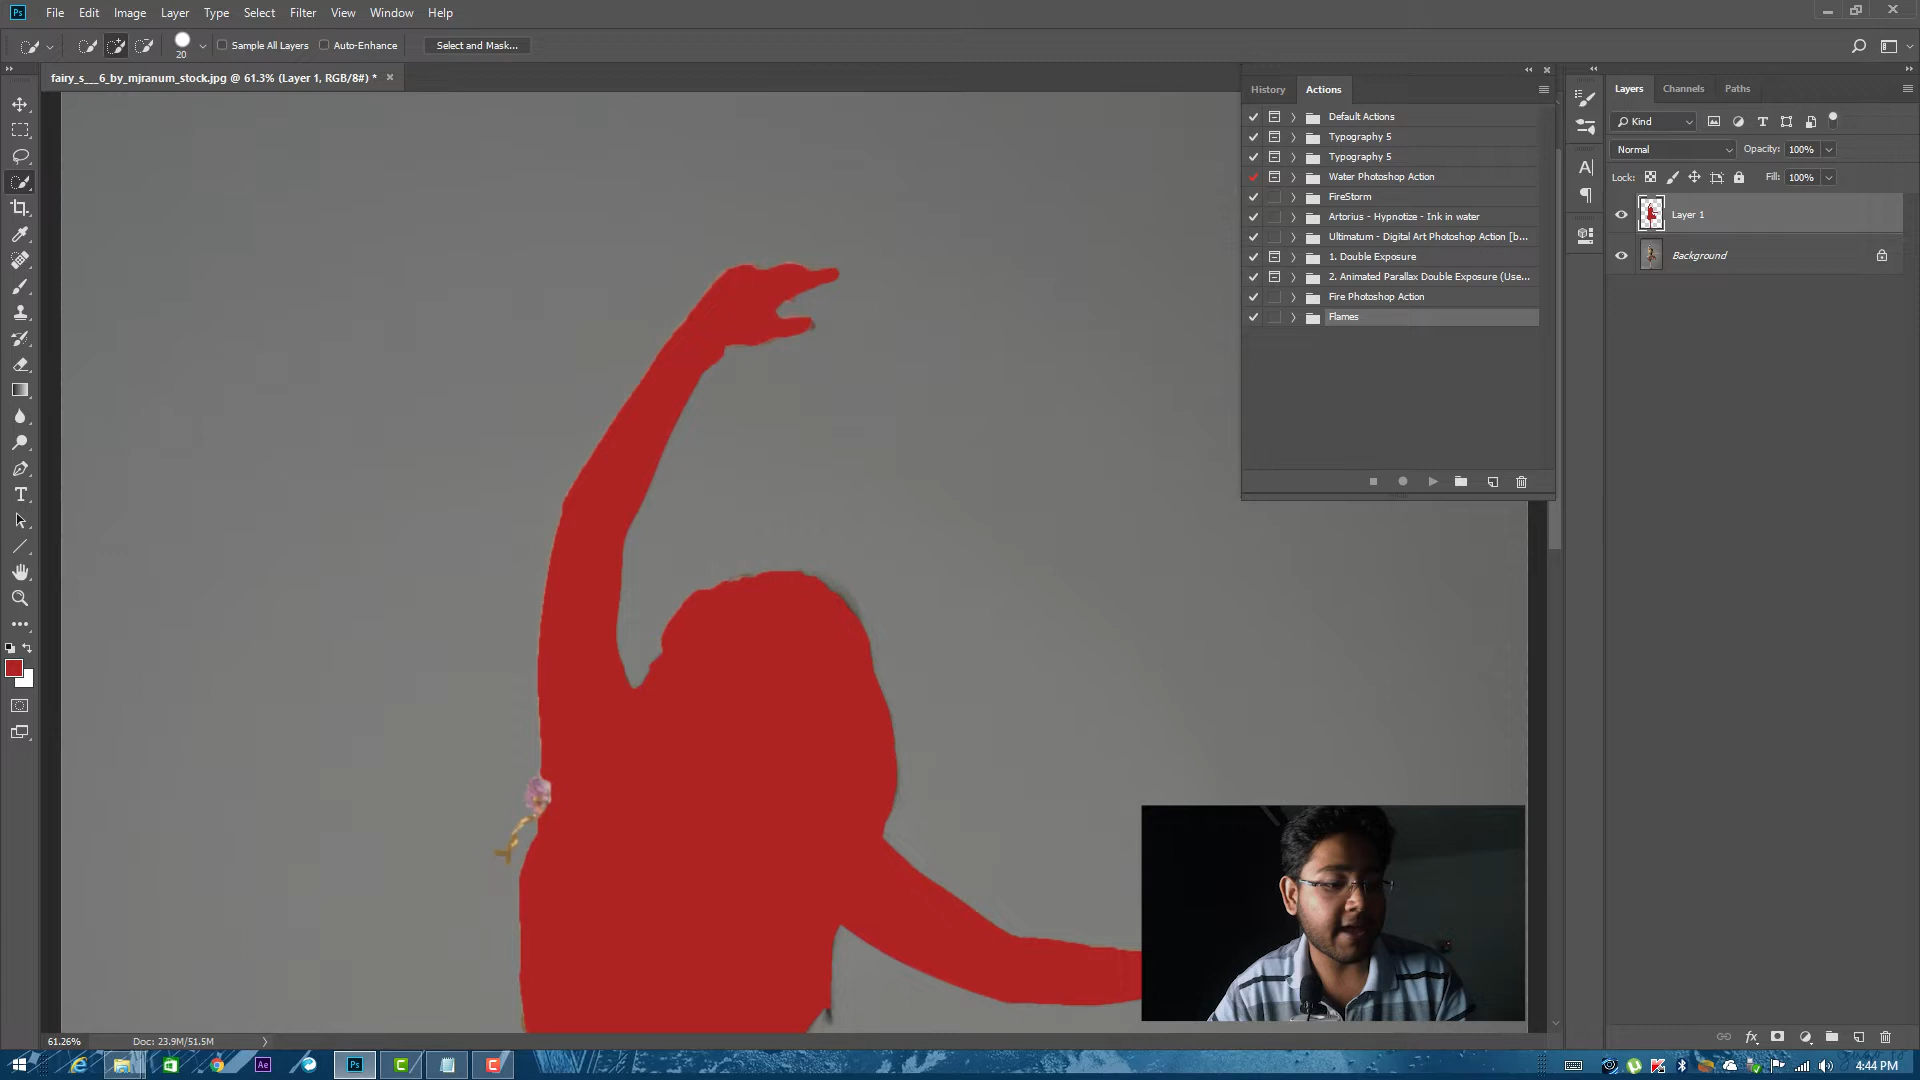 Ps File Edit Image Layer Type Select Filter View Window Help
20 Sample All Layers Auto-Enhance Select and Mask...
fairy_s___6_by_mjranum_stock.jpg @ 61.3% (Layer 1, RGB/8#) *
History Actions
Default Actions
Typography 5
Typography 5
Water Photoshop Action
FireStorm
Artorius - Hypnotize - Ink in water
Ultimatum - Digital Art Photoshop Action [b...
1. Double Exposure
2. Animated Parallax Double Exposure (Use...
Fire Photoshop Action
Flames
Layers Channels Paths
Kind
Normal Opacity: 100%
Lock: Fill: 100%
Layer 1
Background
61.26% Doc: 23.9M/51.5M
Ae Ps
4:44 PM